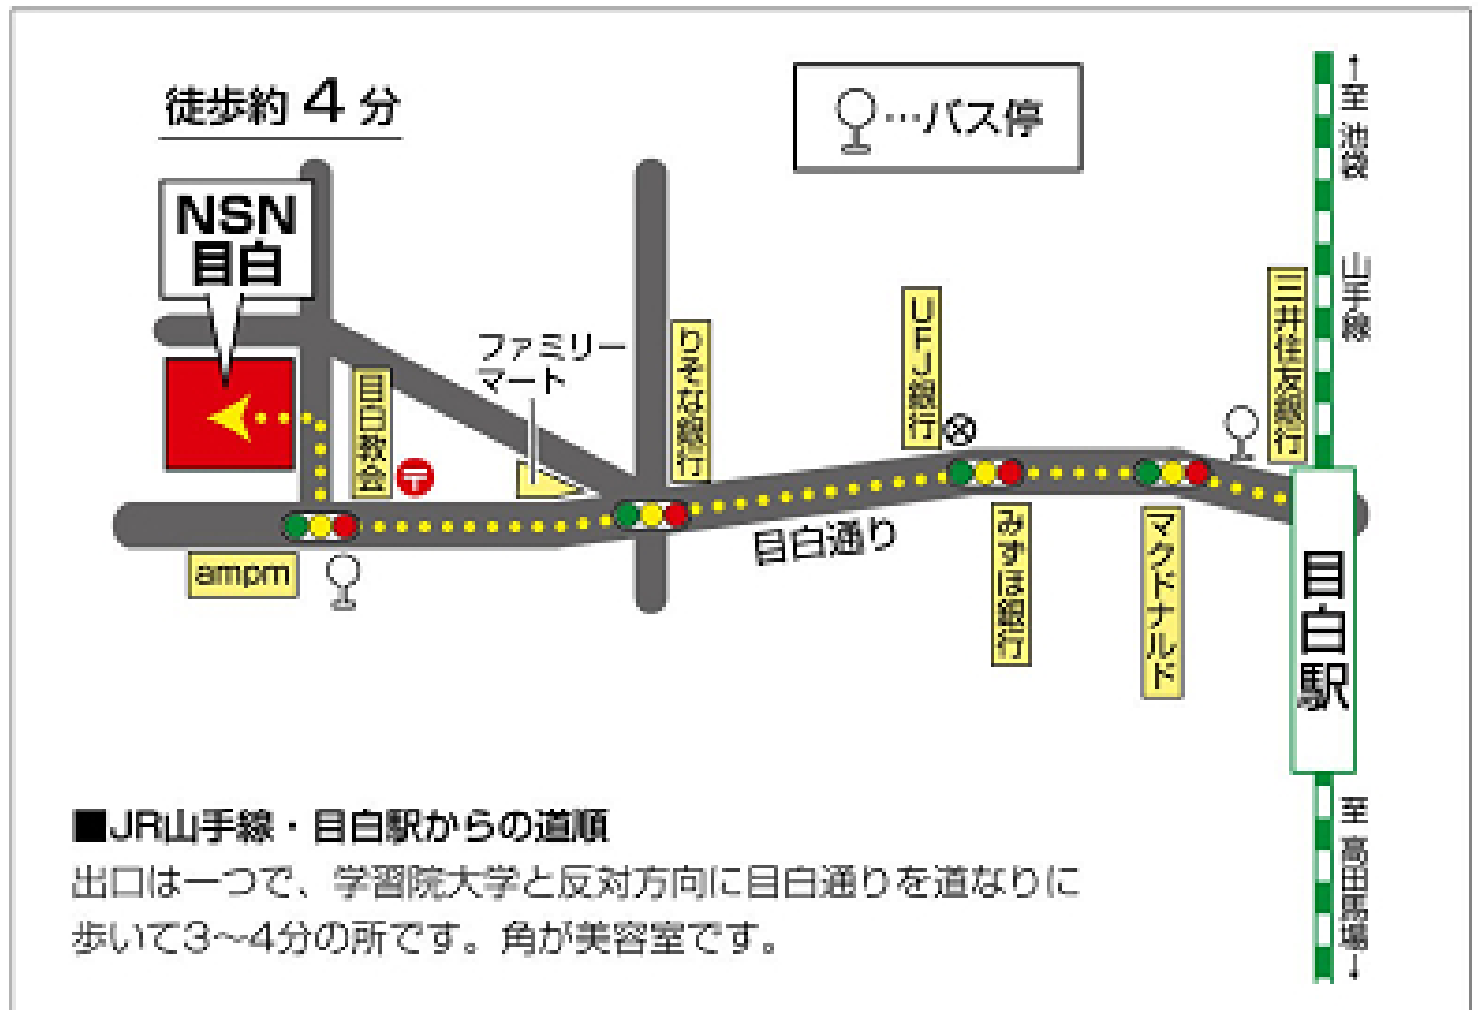 徒歩約 4 分
…バス停
NSN
目白
ファミリー
マート
りそな銀行
UFJ銀行
三井住友銀行
↑至 池袋
山手線
目白通り
ampm
みずほ銀行
マクドナルド
目白駅
至 高田馬場→
■JR山手線・目白駅からの道順
出口は一つで、学習院大学と反対方向に目白通りを道なりに
歩いて3〜4分の所です。角が美容室です。